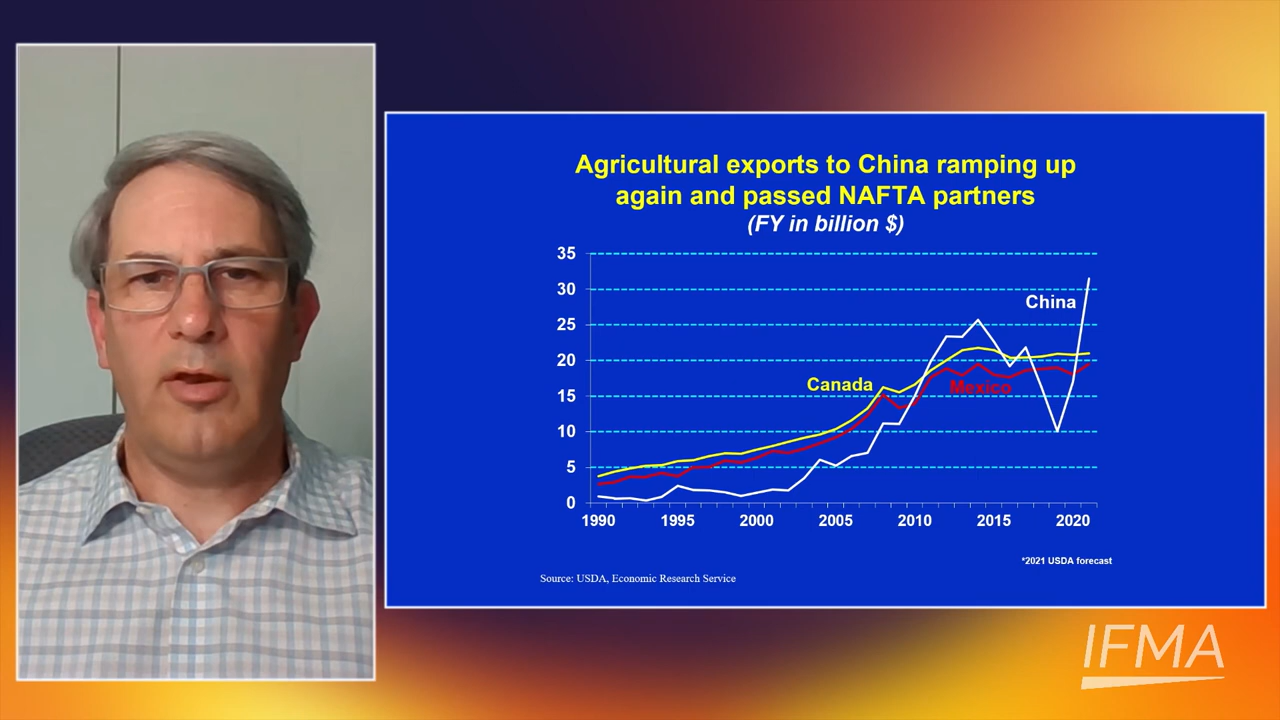 Agricultural exports to China ramping up
again and passed NAFTA partners
(FY in billion $)
35
30
25
20
15
10
5
0
China
Canada
Mexico
1990 1995 2000 2005 2010 2015 2020
*2021 USDA forecast
Source: USDA, Economic Research Service
IFMA